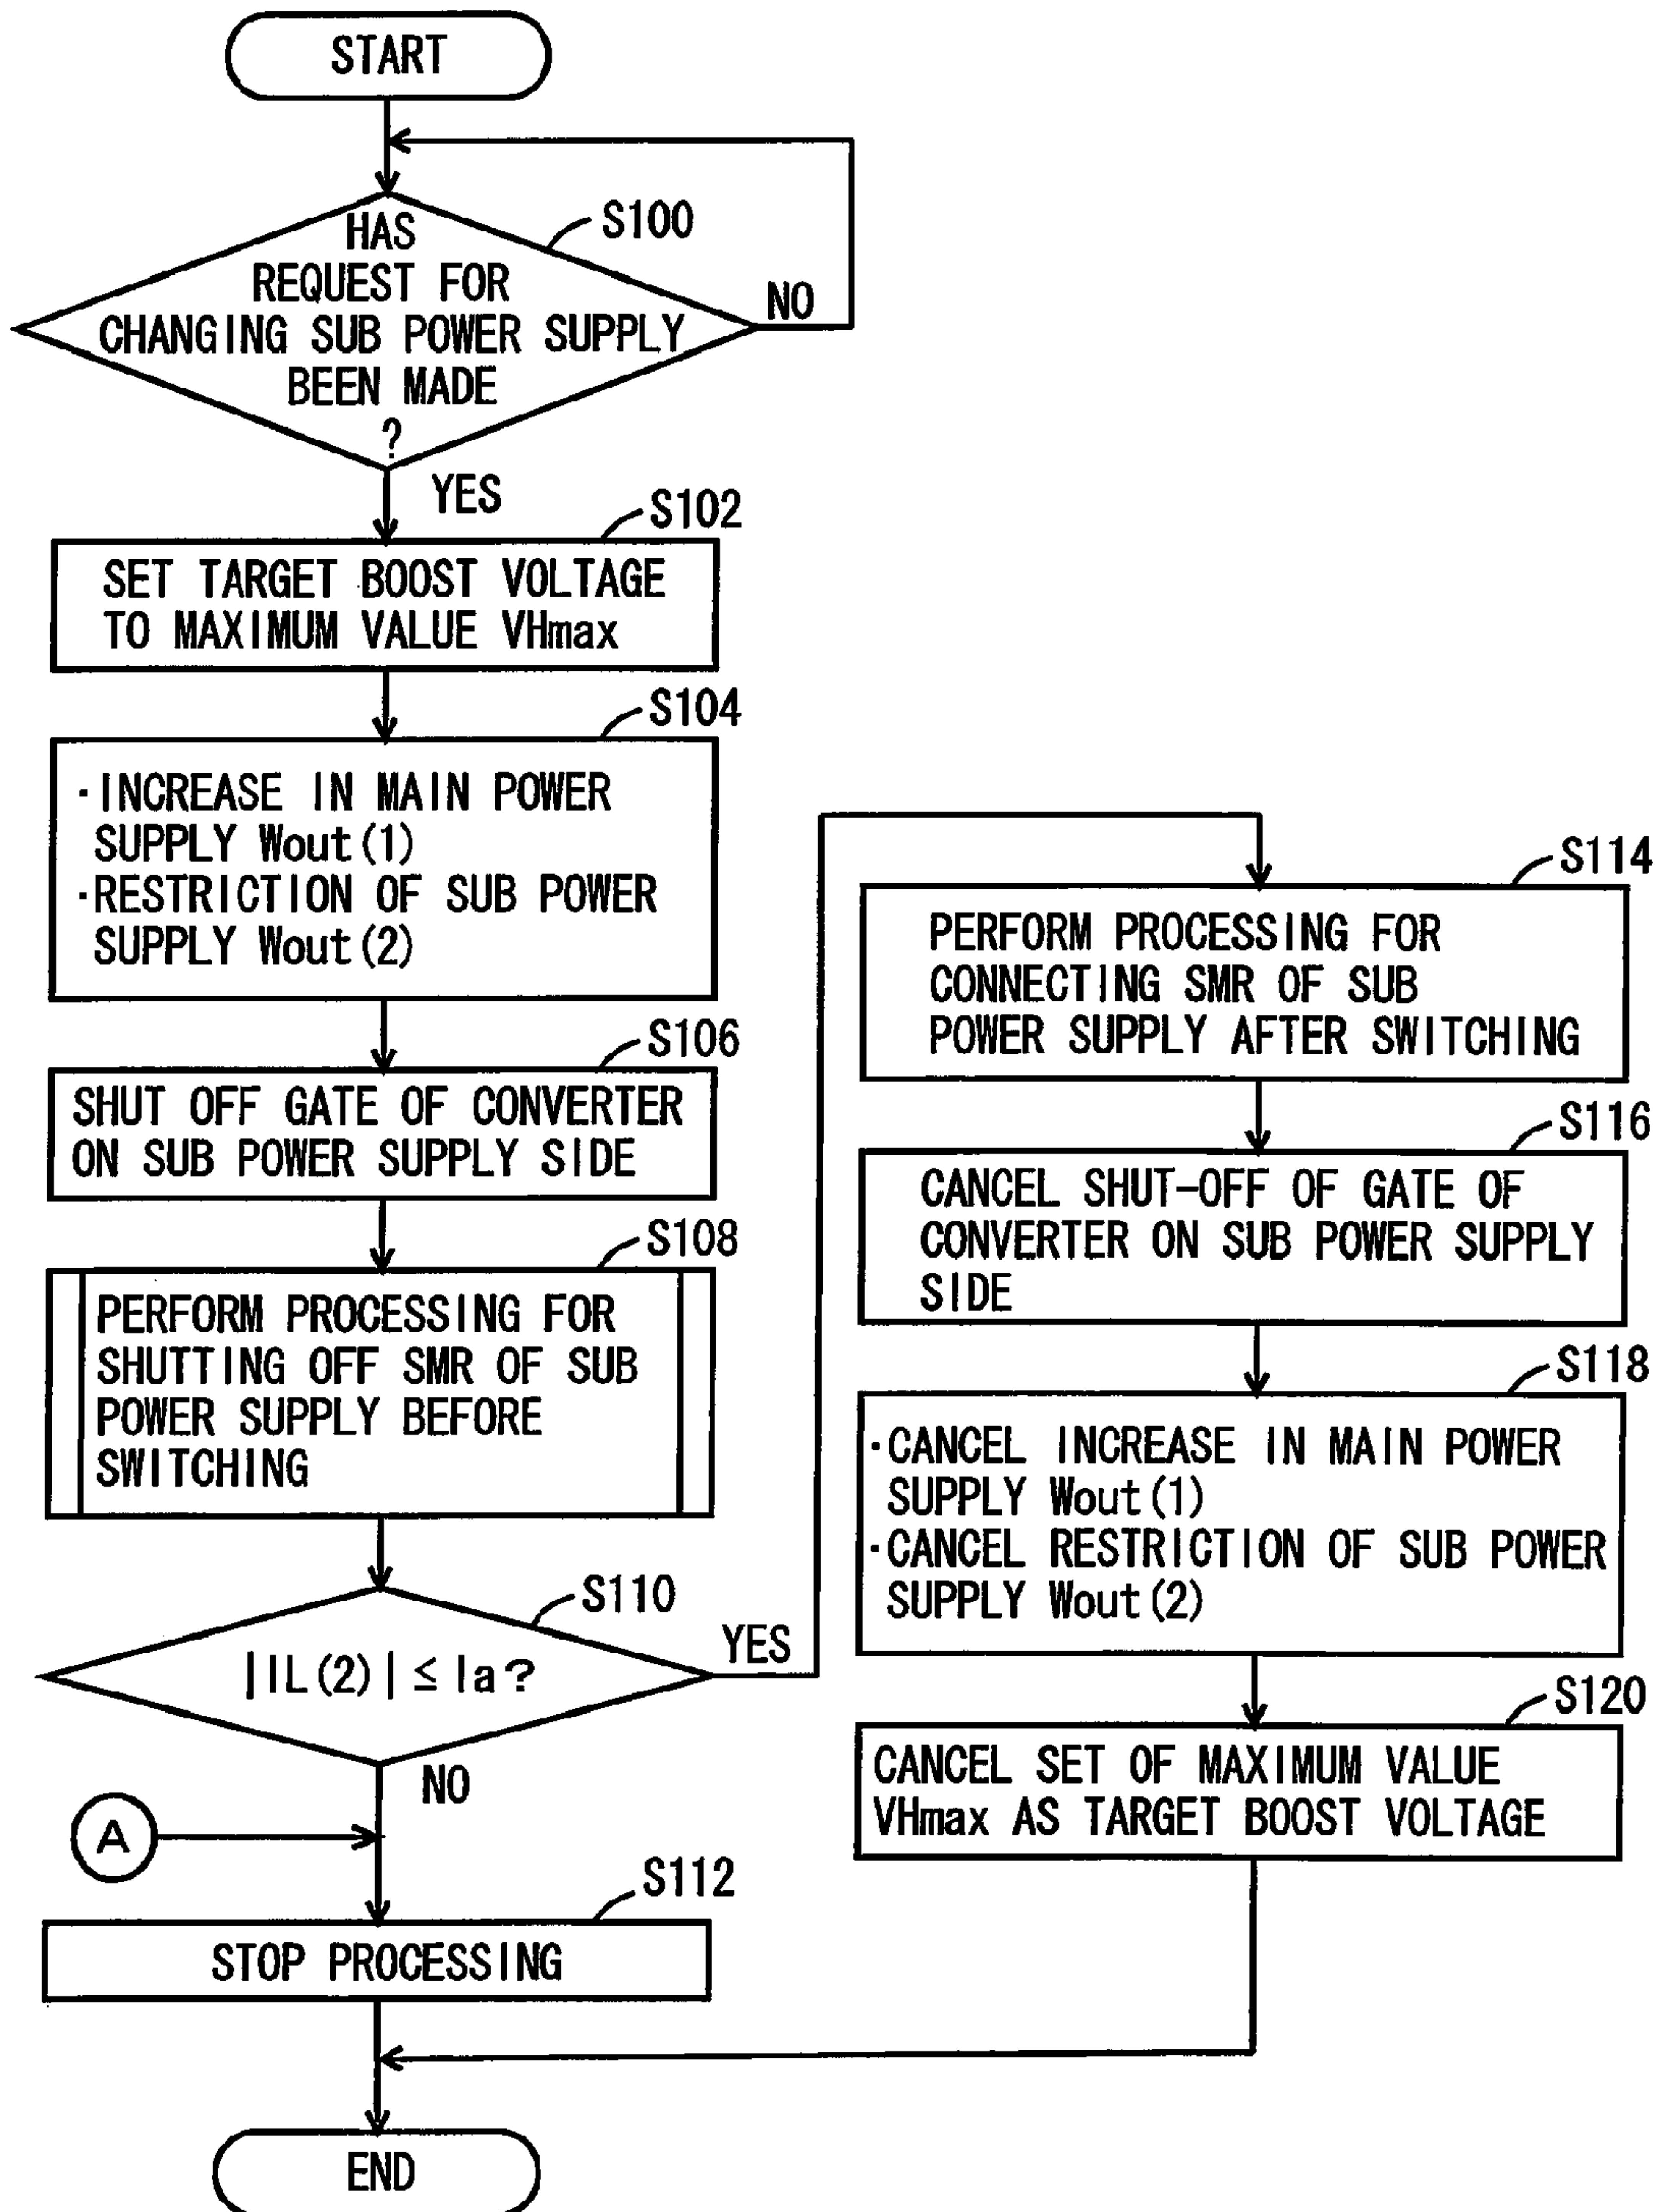 START
HAS
REQUEST FOR
CHANGING SUB POWER SUPPLY
BEEN MADE
?
S100
NO
YES
S102
SET TARGET BOOST VOLTAGE
TO MAXIMUM VALUE VHmax
S104
·INCREASE IN MAIN POWER
SUPPLY Wout(1)
·RESTRICTION OF SUB POWER
SUPPLY Wout(2)
S106
SHUT OFF GATE OF CONVERTER
ON SUB POWER SUPPLY SIDE
S108
PERFORM PROCESSING FOR
SHUTTING OFF SMR OF SUB
POWER SUPPLY BEFORE
SWITCHING
S110
|IL(2)|≤Ia?
YES
NO
A
S112
STOP PROCESSING
S114
PERFORM PROCESSING FOR
CONNECTING SMR OF SUB
POWER SUPPLY AFTER SWITCHING
S116
CANCEL SHUT-OFF OF GATE OF
CONVERTER ON SUB POWER SUPPLY
SIDE
S118
·CANCEL INCREASE IN MAIN POWER
SUPPLY Wout(1)
·CANCEL RESTRICTION OF SUB POWER
SUPPLY Wout(2)
S120
CANCEL SET OF MAXIMUM VALUE
VHmax AS TARGET BOOST VOLTAGE
END